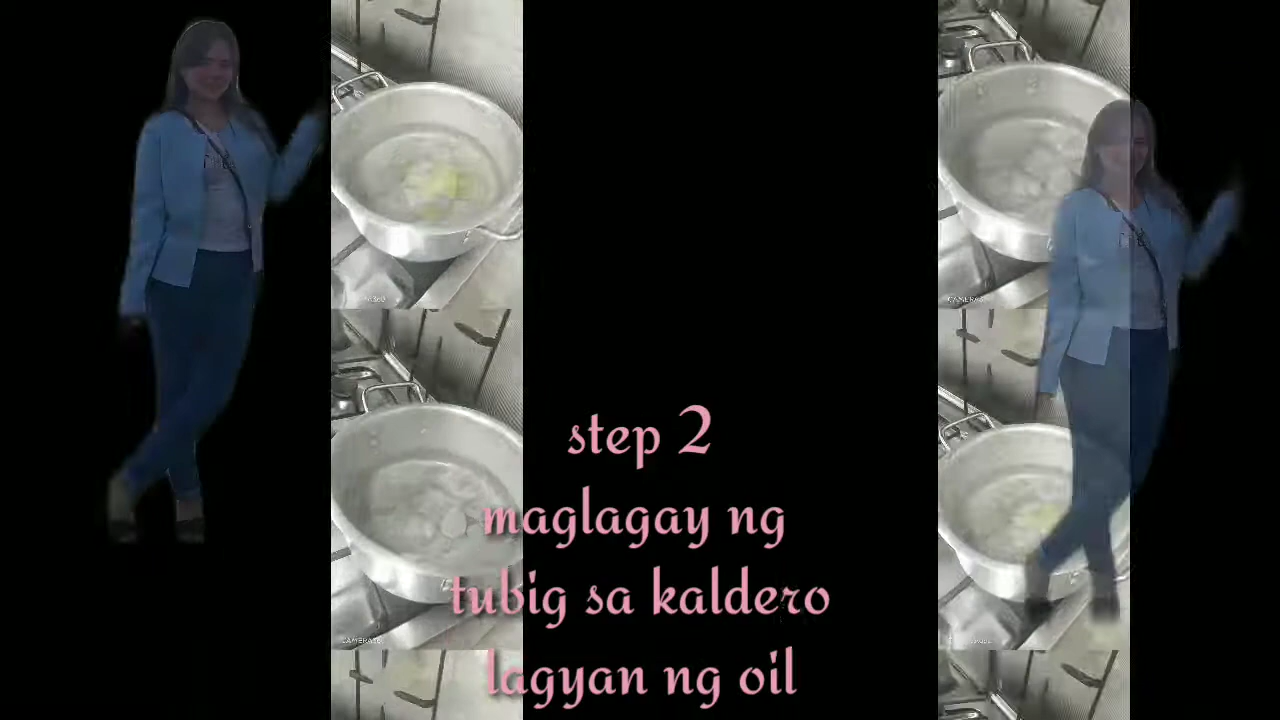 step 2
maglagay ng
tubig sa kaldero
lagyan ng oil